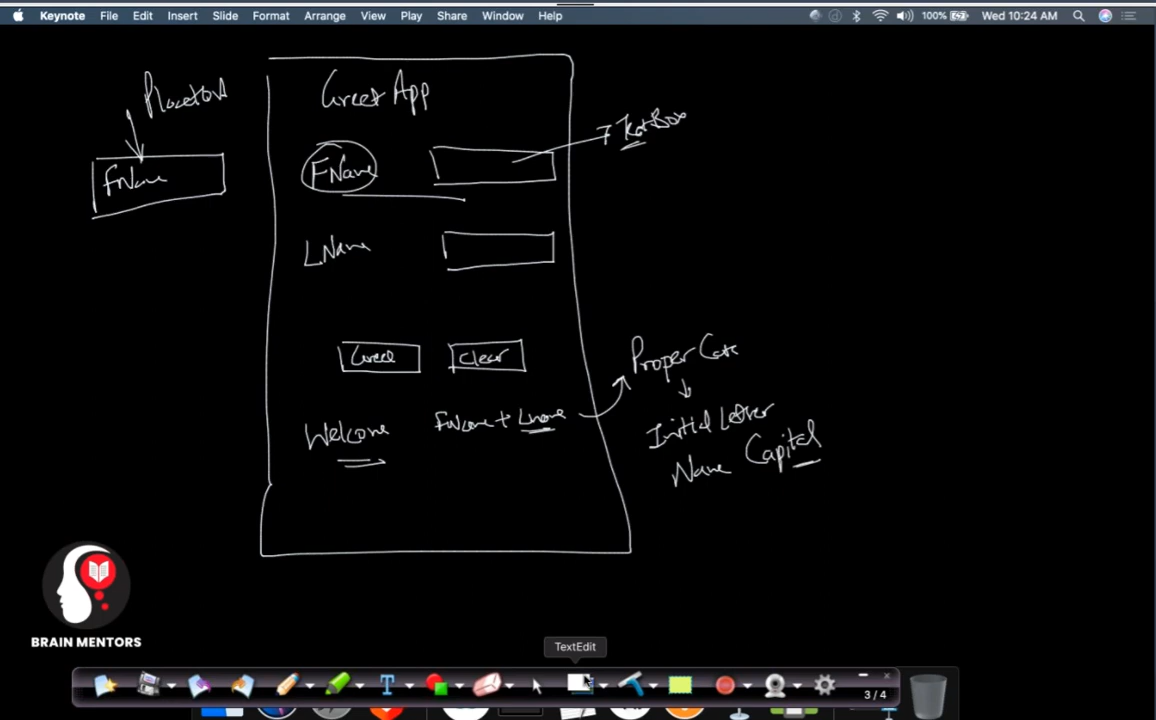 Keynote File Edit Insert Slide Format Arrange View Play Share Window Help 100% Wed 10:24 AM
Greet App
FName
FName
TextBox
LName
Greet Clear
Proper Case
Initial Letter
Name Capital
Welcome FName + Lname
BRAIN MENTORS
TextEdit
T
3 / 4